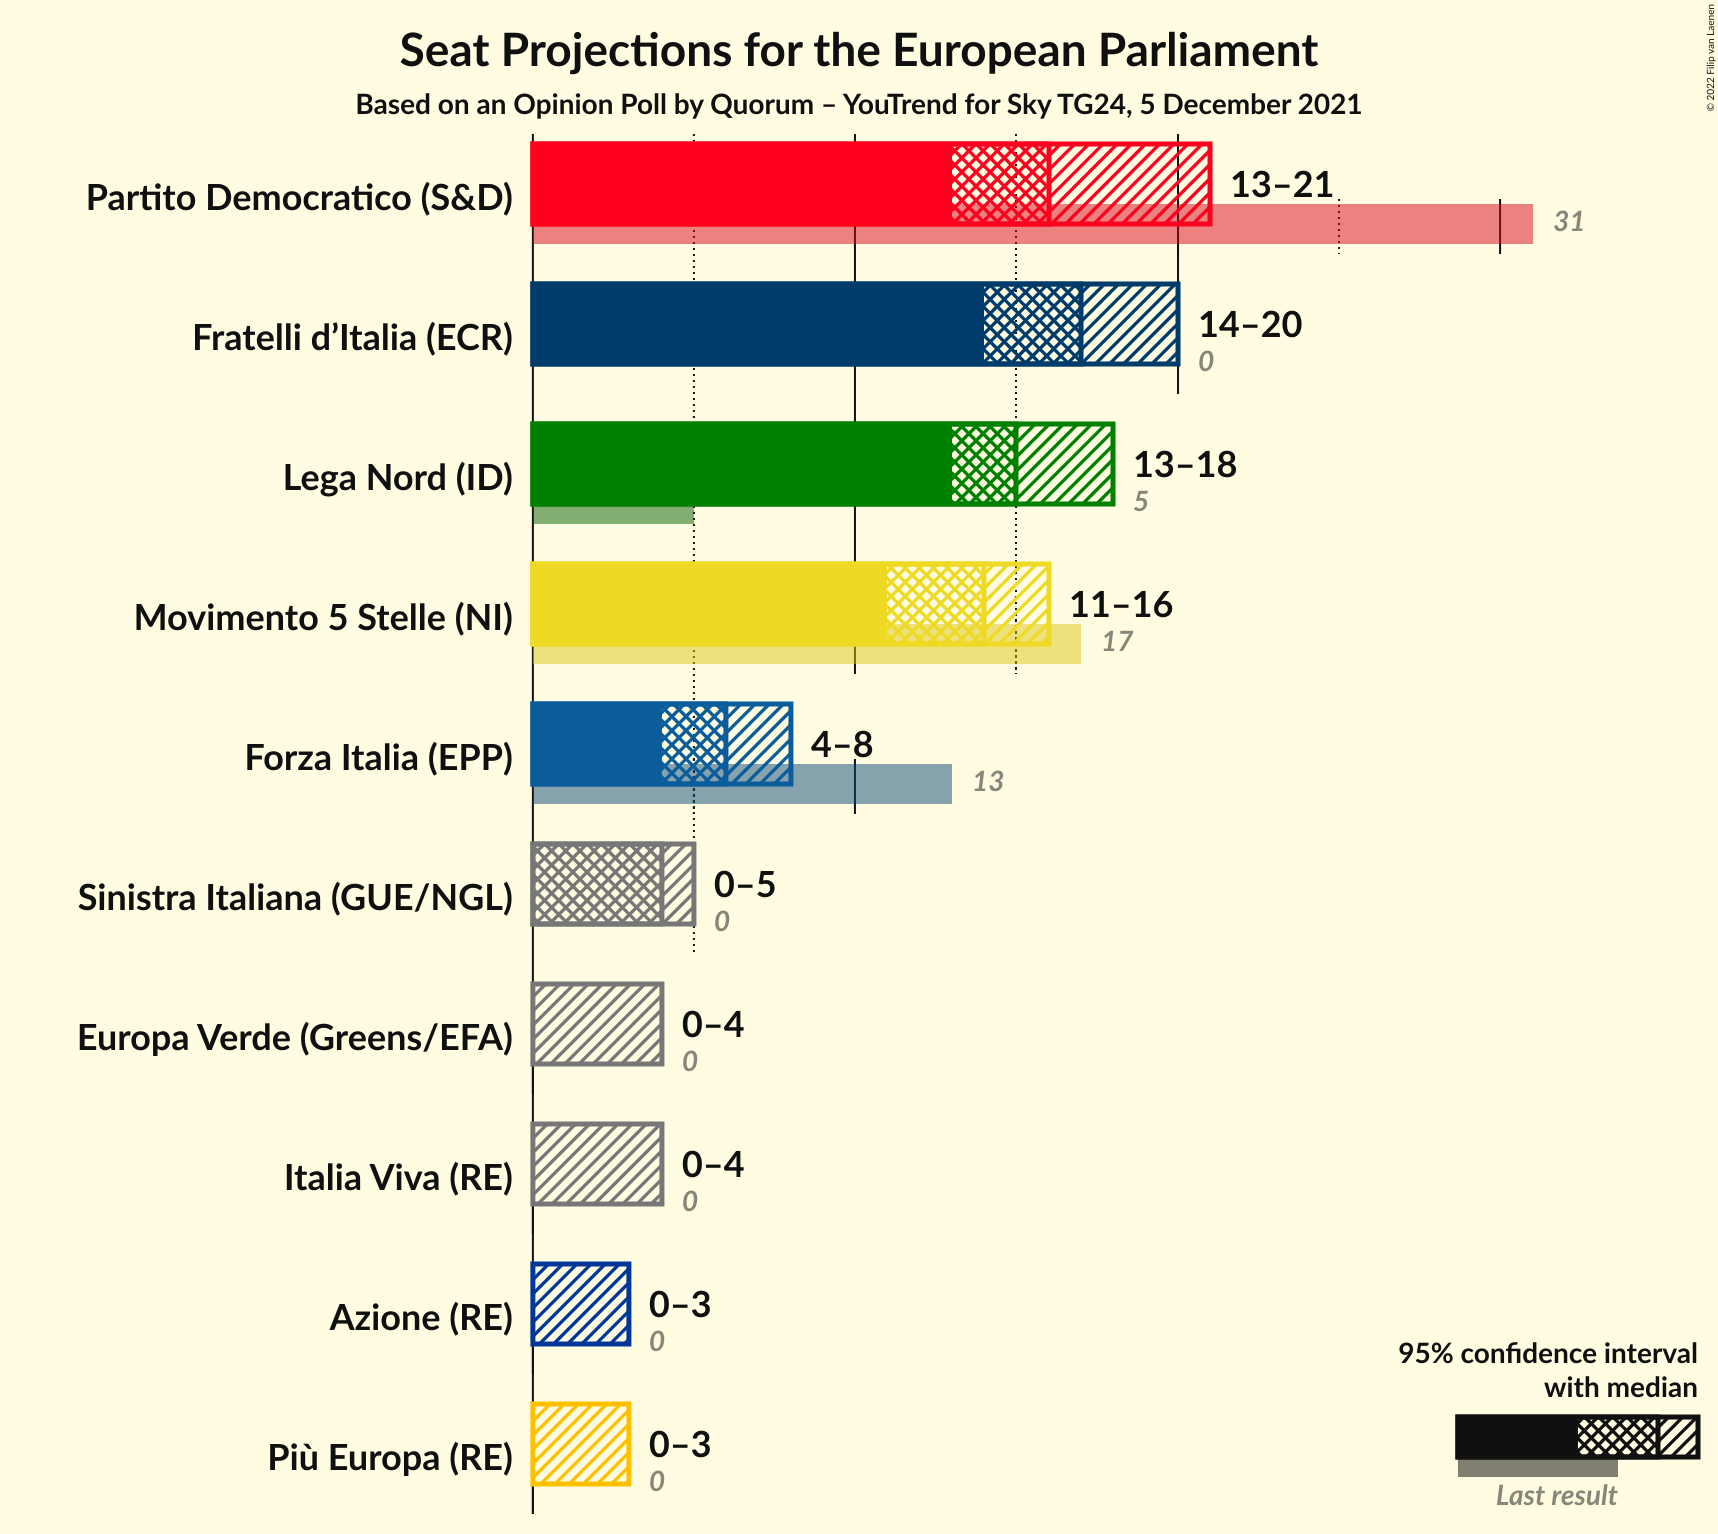 Seat Projections for the European Parliament
Based on an Opinion Poll by Quorum – YouTrend for Sky TG24, 5 December 2021
© 2022 Filip van Laenen
Partito Democratico (S&D)
13–21
31
Fratelli d’Italia (ECR)
14–20
0
Lega Nord (ID)
13–18
5
Movimento 5 Stelle (NI)
11–16
17
Forza Italia (EPP)
4–8
13
Sinistra Italiana (GUE/NGL)
0–5
0
Europa Verde (Greens/EFA)
0–4
0
Italia Viva (RE)
0–4
0
Azione (RE)
0–3
0
Più Europa (RE)
0–3
0
95% confidence interval
with median
Last result